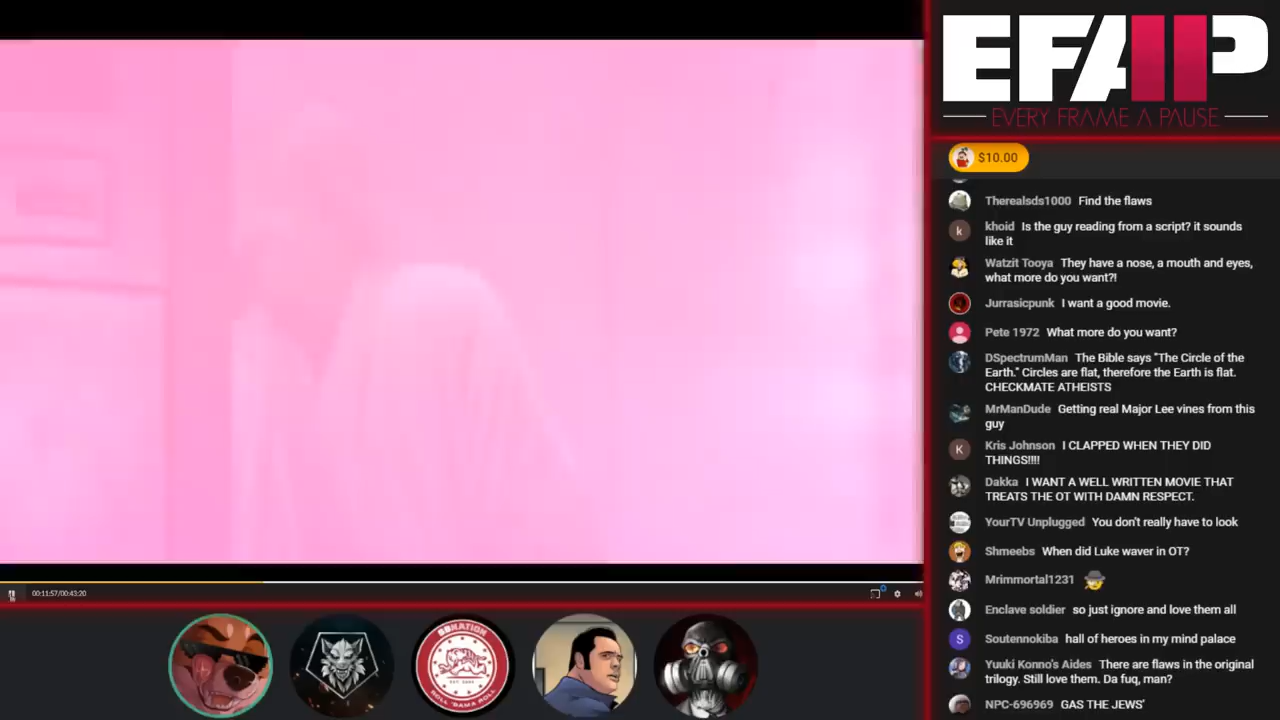 EFAP
EVERY FRAME A PAUSE
$10.00
Therealsds1000 Find the flaws
k
khoid Is the guy reading from a script? it sounds
like it
Watzit Tooya They have a nose, a mouth and eyes,
what more do you want?!
Jurrasicpunk I want a good movie.
Pete 1972 What more do you want?
DSpectrumMan The Bible says "The Circle of the
Earth." Circles are flat, therefore the Earth is flat.
CHECKMATE ATHEISTS
MrManDude Getting real Major Lee vines from this
guy
K
Kris Johnson I CLAPPED WHEN THEY DID
THINGS!!!!
Dakka I WANT A WELL WRITTEN MOVIE THAT
TREATS THE OT WITH DAMN RESPECT.
YourTV Unplugged You don't really have to look
Shmeebs When did Luke waver in OT?
Mrimmortal1231
Enclave soldier so just ignore and love them all
S
Soutennokiba hall of heroes in my mind palace
Yuuki Konno's Aides There are flaws in the original
trilogy. Still love them. Da fuq, man?
NPC-696969 GAS THE JEWS'
00:11:57/00:43:20
NATION
ROLL 'DAMA ROLL